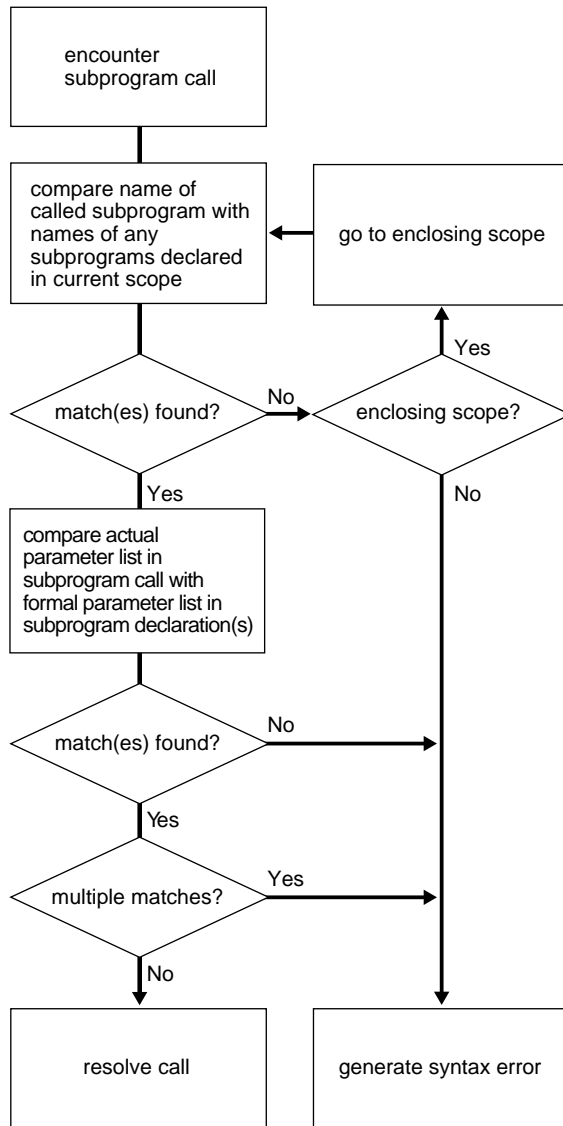 encounter
subprogram call
compare name of
called subprogram with
names of any
subprograms declared
in current scope
go to enclosing scope
Yes
match(es) found?
No
enclosing scope?
Yes
No
compare actual
parameter list in
subprogram call with
formal parameter list in
subprogram declaration(s)
match(es) found?
No
Yes
multiple matches?
Yes
No
resolve call
generate syntax error